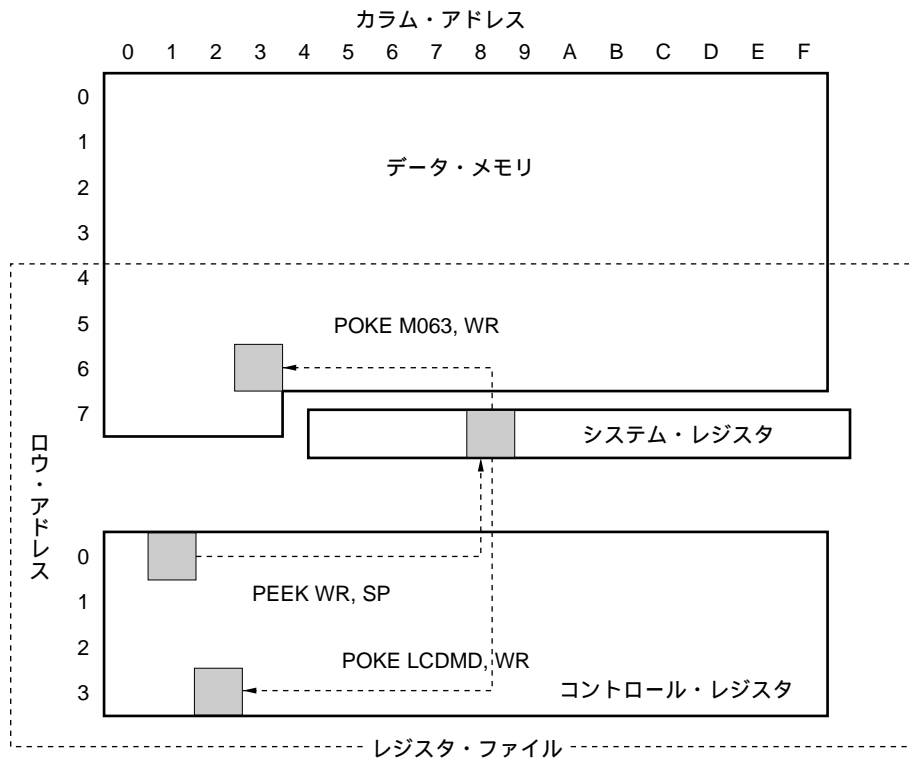 カラム・アドレス
0 1 2 3 4 5 6 7 8 9 A B C D E F
0
1
データ・メモリ
2
3
4
5
POKE M063, WR
6
7
システム・レジスタ
ロウ・アドレス
0
PEEK WR, SP
1
2
POKE LCDMD, WR
3
コントロール・レジスタ
レジスタ・ファイル